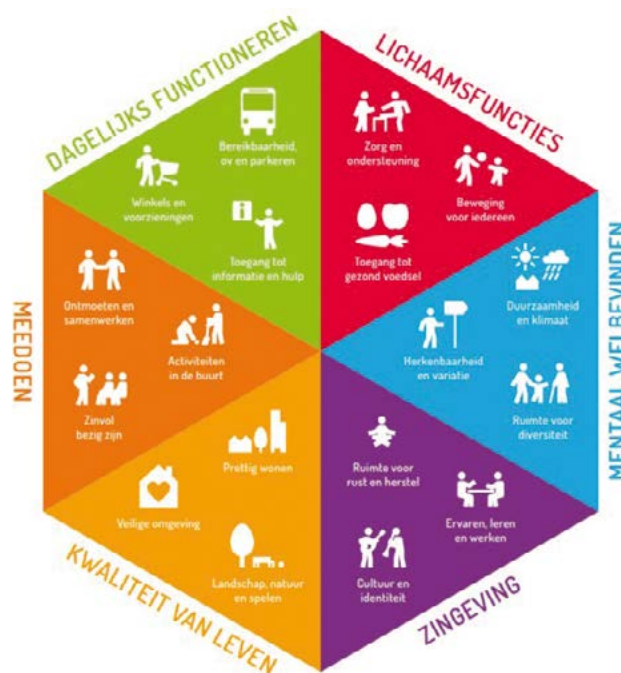 DAGELIJKS FUNCTIONEREN
Bereikbaarheid,
ov en parkeren
Winkels en
voorzieningen
Toegang tot
informatie en hulp
LICHAAMSFUNCTIES
Zorg en
ondersteuning
Beweging
voor iedereen
Toegang tot
gezond voedsel
MENTAAL WELBEVINDEN
Duurzaamheid
en klimaat
Herkenbaarheid
en variatie
Ruimte voor
diversiteit
ZINGEVING
Ruimte voor
rust en herstel
Ervaren, leren
en werken
Cultuur en
identiteit
KWALITEIT VAN LEVEN
Prettig wonen
Veilige omgeving
Landschap, natuur
en spelen
MEEDOEN
Ontmoeten en
samenwerken
Activiteiten
in de buurt
Zinvol
bezig zijn